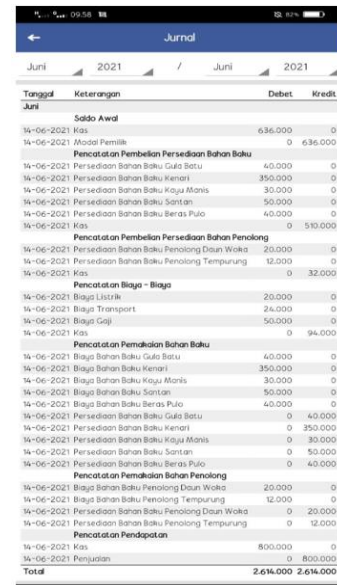 09.58 82%
Jurnal
Juni 2021 / Juni 2021
Tanggal Keterangan Debet Kredit
Juni
Saldo Awal
14-06-2021 Kas 636.000 0
14-06-2021 Modal Pemilik 0 636.000
Pencatatan Pembelian Persediaan Bahan Baku
14-06-2021 Persediaan Bahan Baku Gula Batu 40.000 0
14-06-2021 Persediaan Bahan Baku Kenari 350.000 0
14-06-2021 Persediaan Bahan Baku Kayu Manis 30.000 0
14-06-2021 Persediaan Bahan Baku Santan 50.000 0
14-06-2021 Persediaan Bahan Baku Beras Pulo 40.000 0
14-06-2021 Kas 0 510.000
Pencatatan Pembelian Persediaan Bahan Penolong
14-06-2021 Persediaan Bahan Baku Penolong Daun Woka 20.000 0
14-06-2021 Persediaan Bahan Baku Penolong Tempurung 12.000 0
14-06-2021 Kas 0 32.000
Pencatatan Biaya - Biaya
14-06-2021 Biaya Listrik 20.000 0
14-06-2021 Biaya Transport 24.000 0
14-06-2021 Biaya Gaji 50.000 0
14-06-2021 Kas 0 94.000
Pencatatan Pemakaian Bahan Baku
14-06-2021 Biaya Bahan Baku Gula Batu 40.000 0
14-06-2021 Biaya Bahan Baku Kenari 350.000 0
14-06-2021 Biaya Bahan Baku Kayu Manis 30.000 0
14-06-2021 Biaya Bahan Baku Santan 50.000 0
14-06-2021 Biaya Bahan Baku Beras Pulo 40.000 0
14-06-2021 Persediaan Bahan Baku Gula Batu 0 40.000
14-06-2021 Persediaan Bahan Baku Kenari 0 350.000
14-06-2021 Persediaan Bahan Baku Kayu Manis 0 30.000
14-06-2021 Persediaan Bahan Baku Santan 0 50.000
14-06-2021 Persediaan Bahan Baku Beras Pulo 0 40.000
Pencatatan Pemakaian Bahan Penolong
14-06-2021 Biaya Bahan Baku Penolong Daun Woka 20.000 0
14-06-2021 Biaya Bahan Baku Penolong Tempurung 12.000 0
14-06-2021 Persediaan Bahan Baku Penolong Daun Woka 0 20.000
14-06-2021 Persediaan Bahan Baku Penolong Tempurung 0 12.000
Pencatatan Pendapatan
14-06-2021 Kas 800.000 0
14-06-2021 Penjualan 0 800.000
Total 2.614.000 2.614.000